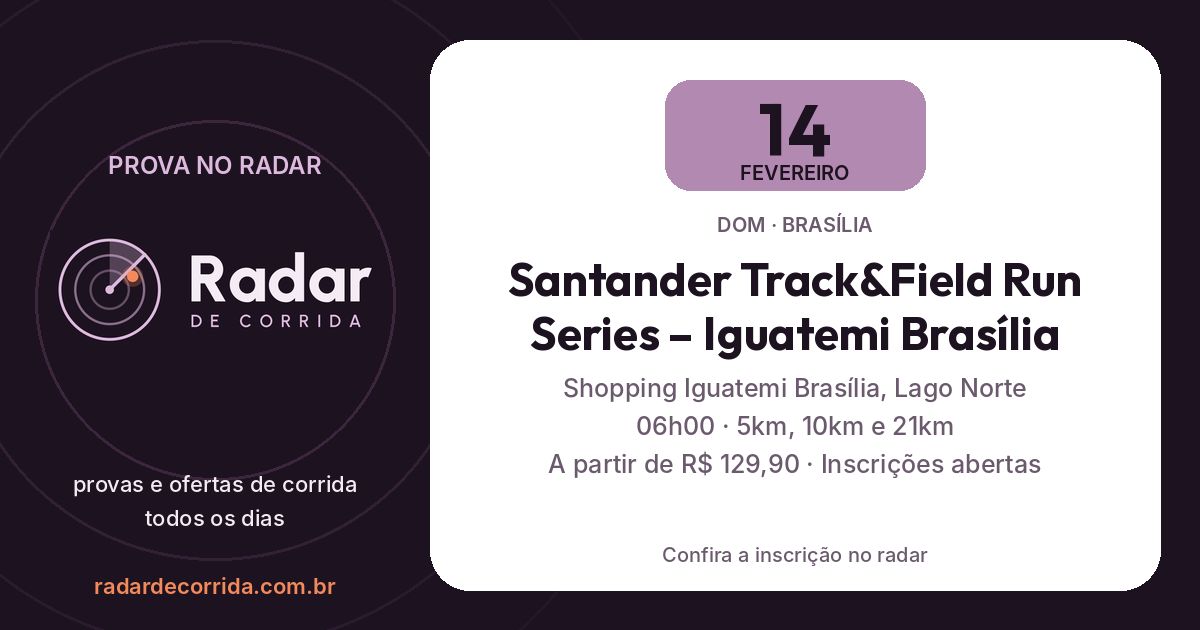 PROVA NO RADAR
Radar
DE CORRIDA
provas e ofertas de corrida
todos os dias
radardecorrida.com.br
14
FEVEREIRO
DOM · BRASÍLIA
Santander Track&Field Run
Series – Iguatemi Brasília
Shopping Iguatemi Brasília, Lago Norte
06h00 · 5km, 10km e 21km
A partir de R$ 129,90 · Inscrições abertas
Confira a inscrição no radar